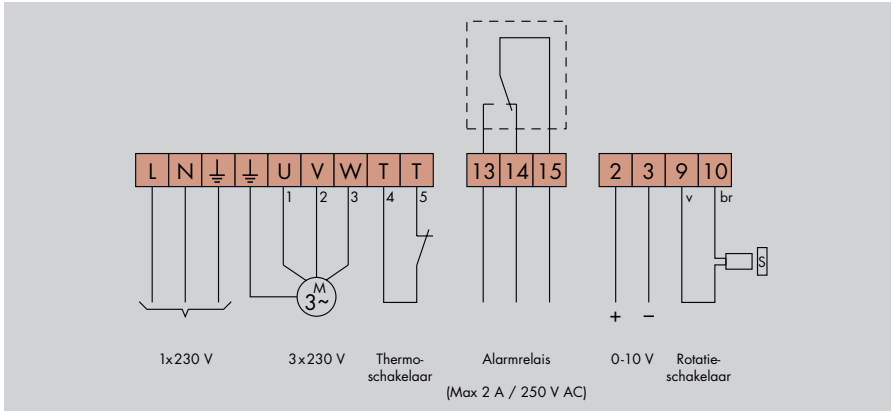 L N U V W T T
13 14 15
2 3 9 10
1 2 3 4 5
v br
M
3~
S
+ −
1x230 V
3x230 V
Thermo-
schakelaar
Alarmrelais
(Max 2 A / 250 V AC)
0-10 V
Rotatie-
schakelaar